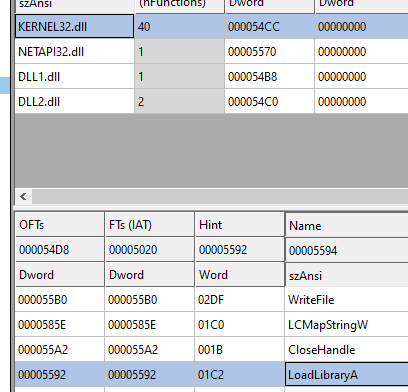 szAnsi (nFunctions) Dword Dword
KERNEL32.dll 40 000054CC 00000000
NETAPI32.dll 1 00005570 00000000
DLL1.dll 1 000054B8 00000000
DLL2.dll 2 000054C0 00000000
OFTs FTs (IAT) Hint Name
000054D8 00005020 00005592 00005594
Dword Dword Word szAnsi
000055B0 000055B0 02DF WriteFile
0000585E 0000585E 01C0 LCMapStringW
000055A2 000055A2 001B CloseHandle
00005592 00005592 01C2 LoadLibraryA